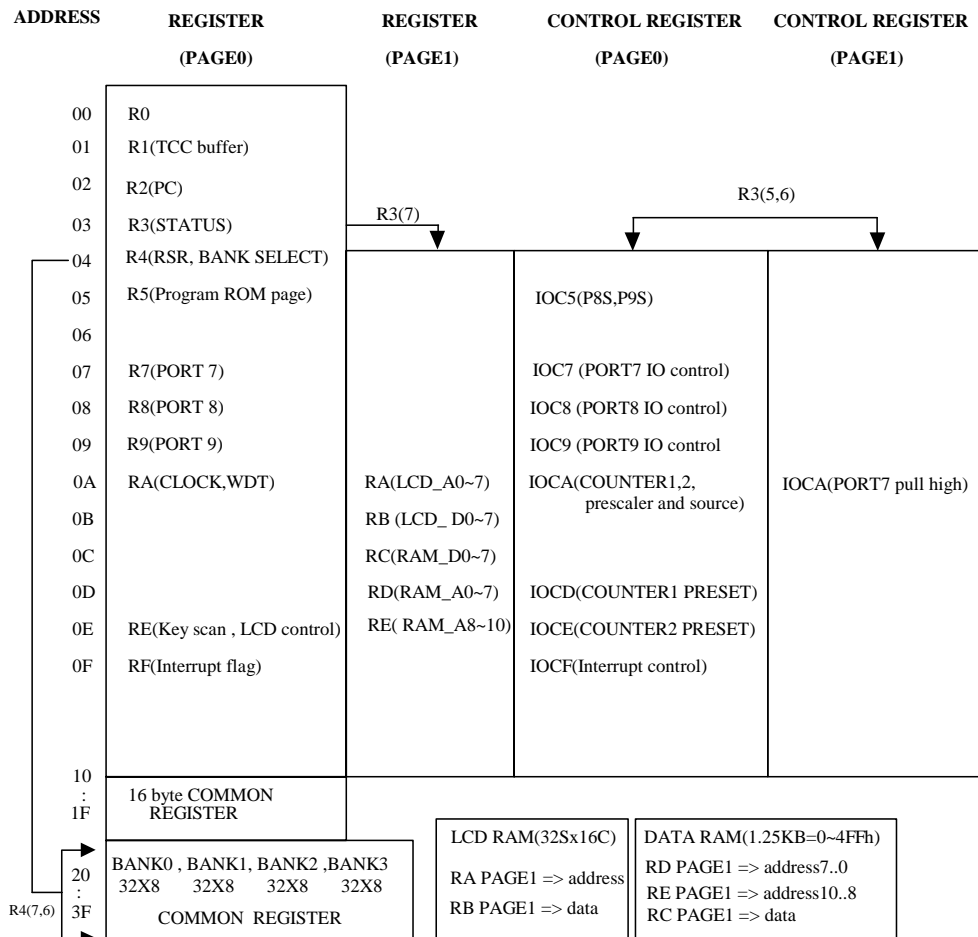 ADDRESS REGISTER REGISTER CONTROL REGISTER CONTROL REGISTER
(PAGE0) (PAGE1) (PAGE0) (PAGE1)
00 R0
01 R1(TCC buffer)
02 R2(PC)
R3(5,6)
03 R3(STATUS) R3(7)
04 R4(RSR, BANK SELECT)
05 R5(Program ROM page) IOC5(P8S,P9S)
06
07 R7(PORT 7) IOC7 (PORT7 IO control)
08 R8(PORT 8) IOC8 (PORT8 IO control)
09 R9(PORT 9) IOC9 (PORT9 IO control
0A RA(CLOCK,WDT) RA(LCD_A0~7) IOCA(COUNTER1,2, IOCA(PORT7 pull high)
prescaler and source)
0B RB (LCD_ D0~7)
0C RC(RAM_D0~7)
0D RD(RAM_A0~7) IOCD(COUNTER1 PRESET)
0E RE(Key scan , LCD control) RE( RAM_A8~10) IOCE(COUNTER2 PRESET)
0F RF(Interrupt flag) IOCF(Interrupt control)
10
: 16 byte COMMON
1F REGISTER
LCD RAM(32Sx16C) DATA RAM(1.25KB=0~4FFh)
BANK0 , BANK1, BANK2 ,BANK3 RD PAGE1 => address7..0
20 32X8 32X8 32X8 32X8 RA PAGE1 => address RE PAGE1 => address10..8
:
R4(7,6) 3F COMMON REGISTER RB PAGE1 => data RC PAGE1 => data